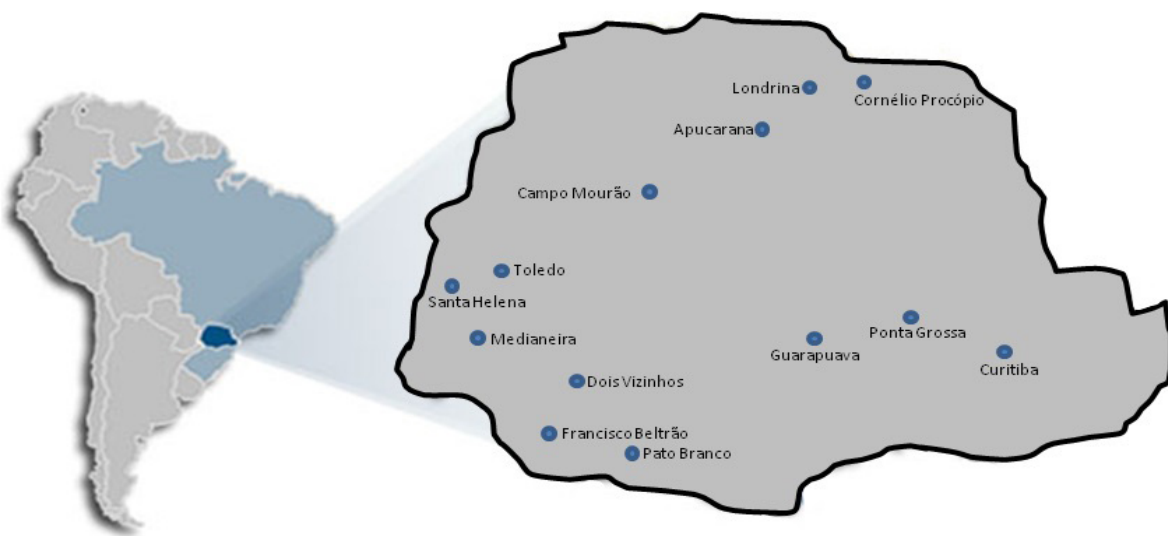 Londrina
Cornélio Procópio
Apucarana
Campo Mourão
Toledo
Santa Helena
Ponta Grossa
Medianeira
Guarapuava
Curitiba
Dois Vizinhos
Francisco Beltrão
Pato Branco